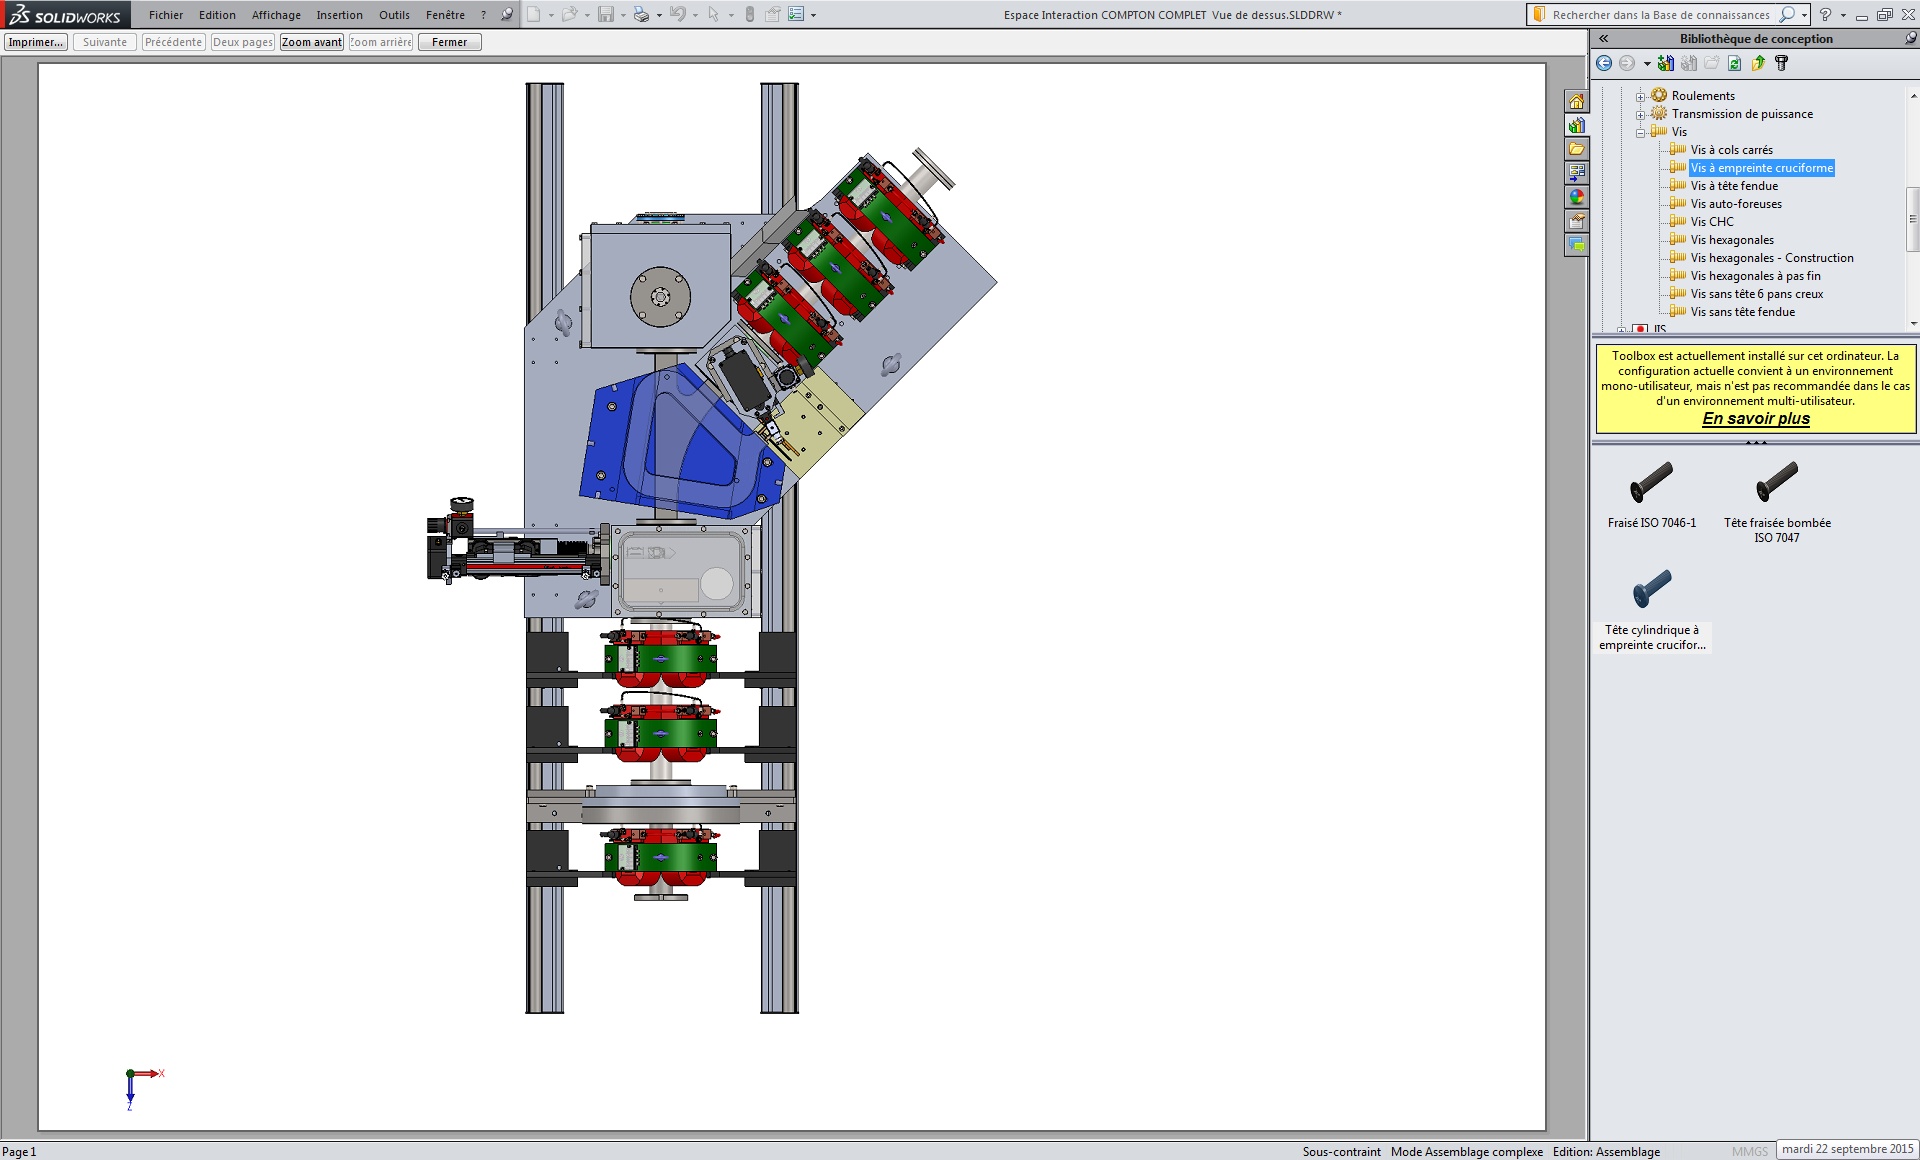 SOLIDWORKS
Fichier Edition Affichage Insertion Outils Fenêtre ?
Espace Interaction COMPTON COMPLET Vue de dessus.SLDDRW *
Rechercher dans la Base de connaissances
Imprimer... Suivante Précédente Deux pages Zoom avant Zoom arrière Fermer
Bibliothèque de conception
Roulements
Transmission de puissance
Vis
Vis à cols carrés
Vis à empreinte cruciforme
Vis à tête fendue
Vis auto-foreuses
Vis CHC
Vis hexagonales
Vis hexagonales - Construction
Vis hexagonales à pas fin
Vis sans tête 6 pans creux
Vis sans tête fendue
JIS
Toolbox est actuellement installé sur cet ordinateur. La
configuration actuelle convient à un environnement
mono-utilisateur, mais n'est pas recommandée dans le cas
d'un environnement multi-utilisateur.
En savoir plus
Fraisé ISO 7046-1
Tête fraisée bombée
ISO 7047
Tête cylindrique à
empreinte crucifor...
X
Z
Page 1
Sous-contraint Mode Assemblage complexe Edition: Assemblage MMGS
mardi 22 septembre 2015